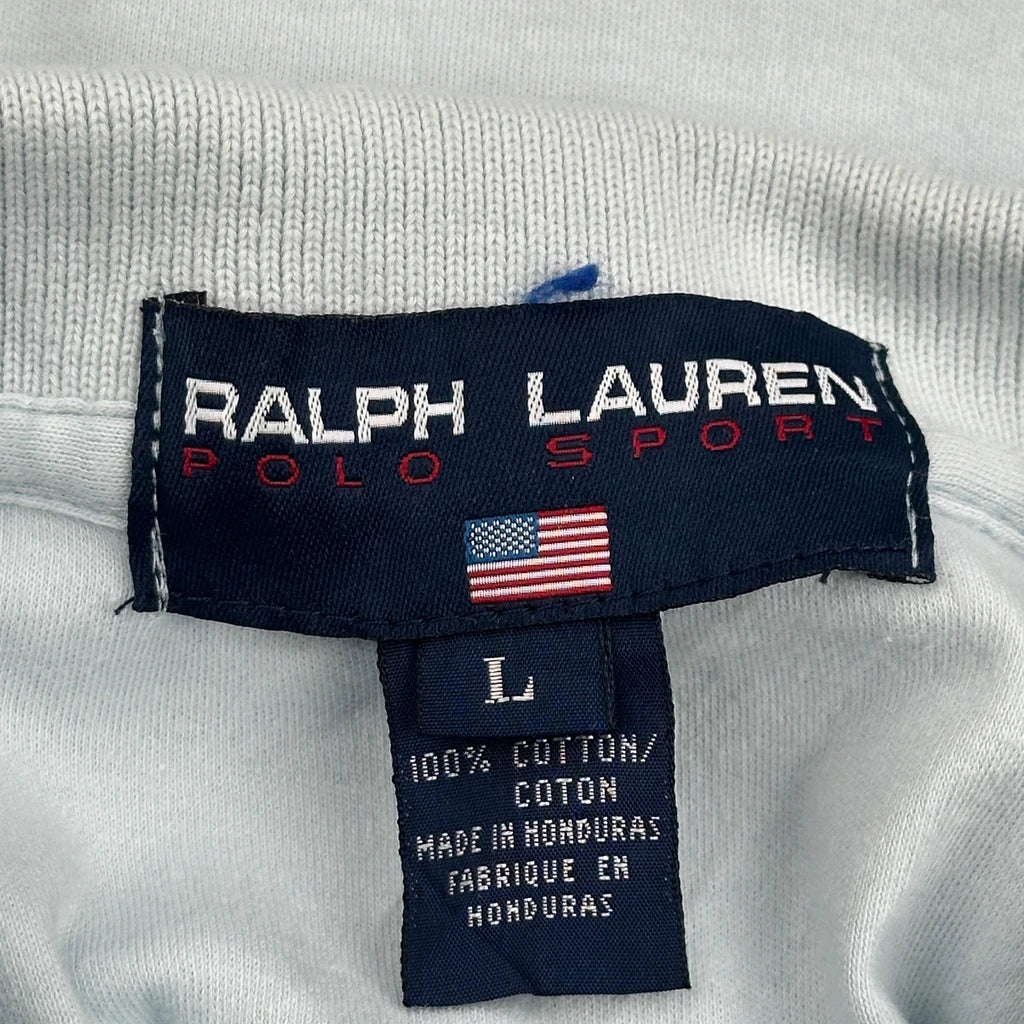 RALPH LAUREN
POLO SPORT
L
100% COTTON/
COTON
MADE IN HONDURAS
FABRIQUE EN
HONDURAS